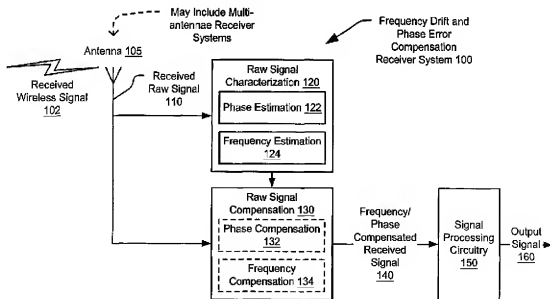 May Include Multi-
antennae Receiver
Systems
Frequency Drift and
Phase Error
Compensation
Receiver System 100
Antenna 105
Received
Wireless Signal
102
Received
Raw Signal
110
Raw Signal
Characterization 120
Phase Estimation 122
Frequency Estimation
124
Raw Signal
Compensation 130
Phase Compensation
132
Frequency
Compensation 134
Frequency/
Phase
Compensated
Received
Signal
140
Signal
Processing
Circuitry
150
Output
Signal
160